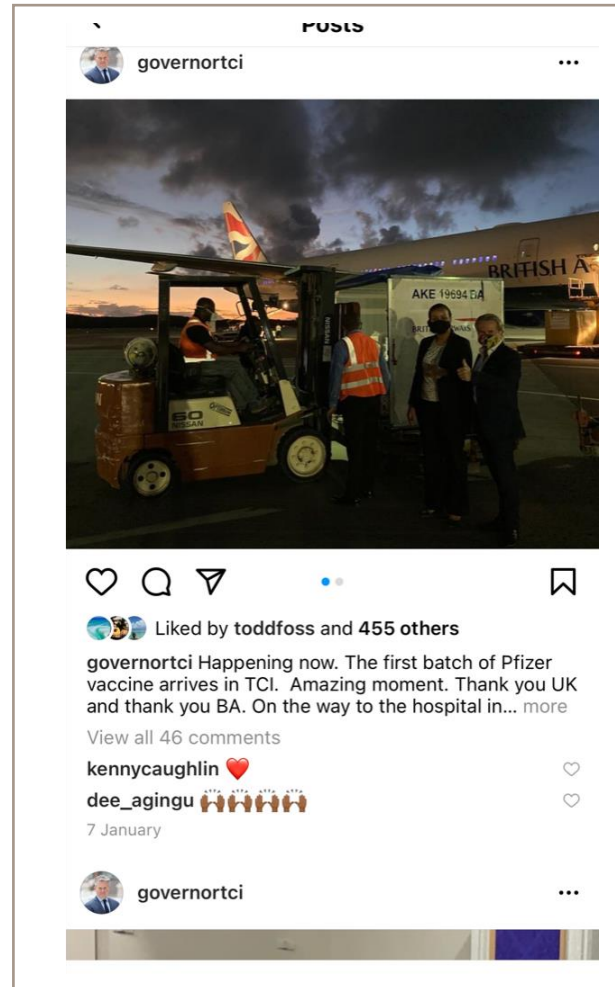 Posts
governortci
BRITISH A
AKE 19694 BA
NISSAN
60
NISSAN
Liked by toddfoss and 455 others
governortci Happening now. The first batch of Pfizer
vaccine arrives in TCI. Amazing moment. Thank you UK
and thank you BA. On the way to the hospital in... more
View all 46 comments
kennycaughlin ❤️
dee_agingu 🙌🏾🙌🏾🙌🏾🙌🏾
7 January
governortci